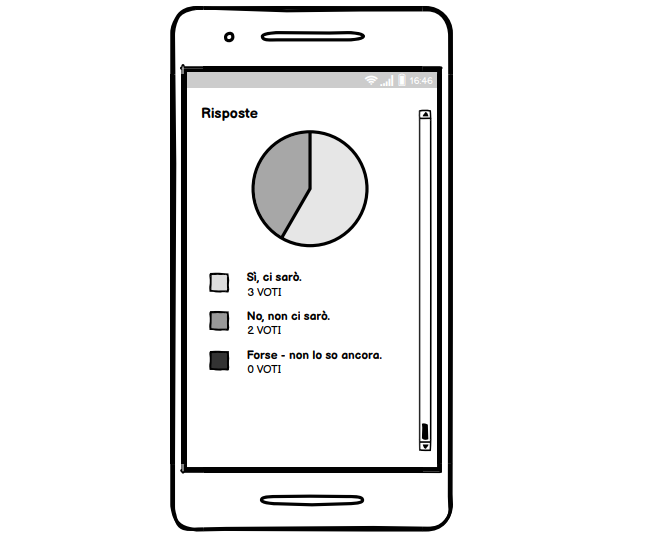 16:46
Risposte
Sì, ci sarò.
3 VOTI
No, non ci sarò.
2 VOTI
Forse - non lo so ancora.
0 VOTI